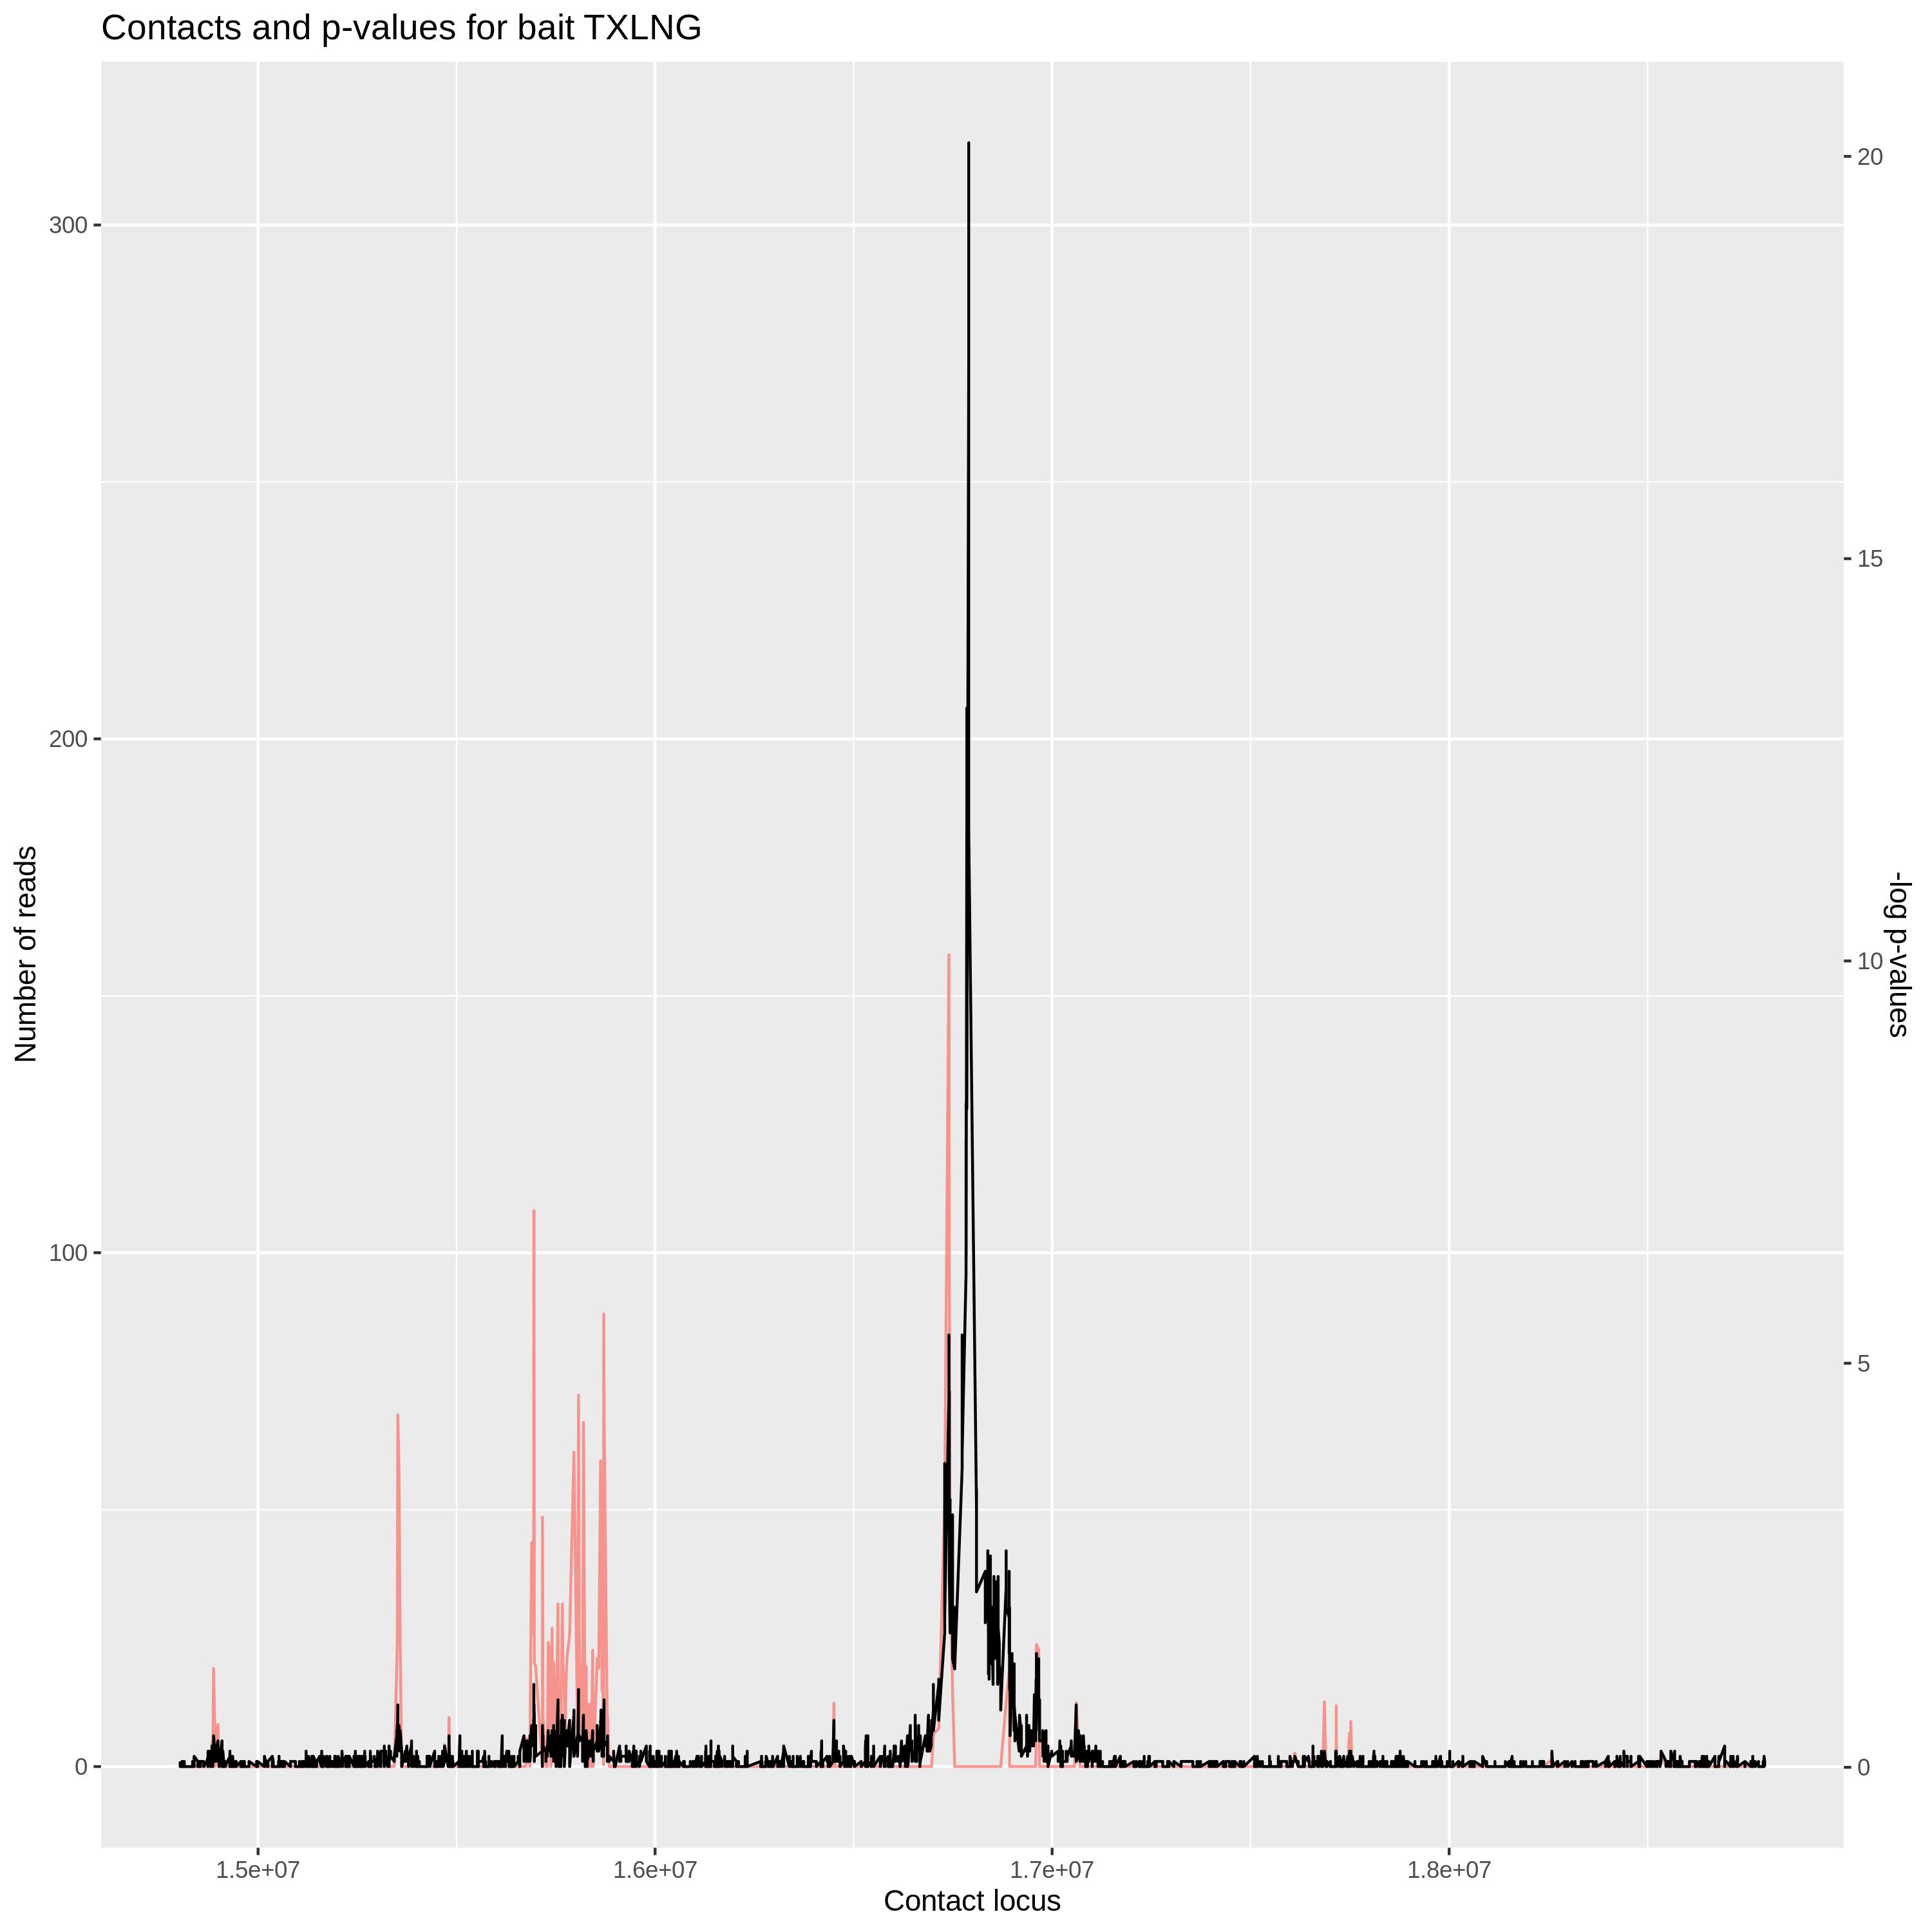 Contacts and p-values for bait TXLNG
300
200
100
0
Number of reads
20
15
10
5
0
-log p-values
1.5e+07
1.6e+07
1.7e+07
1.8e+07
Contact locus